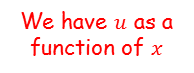 We have u as a
function of x